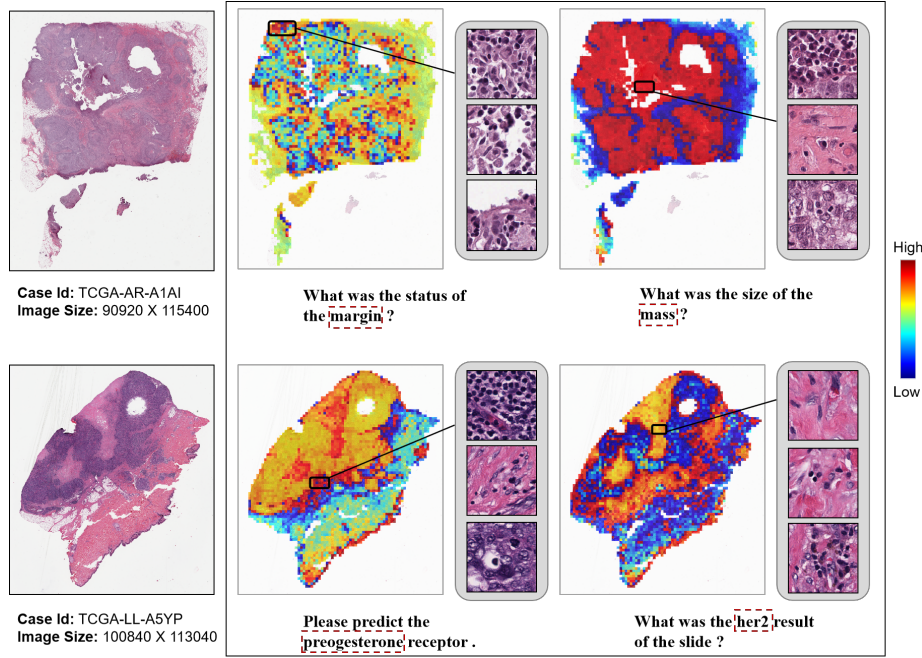 Case Id: TCGA-AR-A1AI
Image Size: 90920 X 115400
What was the status of
the margin ?
What was the size of the
mass ?
High
Low
Case Id: TCGA-LL-A5YP
Image Size: 100840 X 113040
Please predict the
preogesterone receptor .
What was the her2 result
of the slide ?